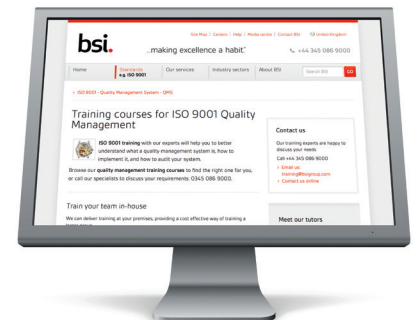 Site Map | Careers | Help | Media centre | Contact BSI United Kingdom
bsi.
...making excellence a habit.™
+44 345 086 9000
Home
Standards
e.g. ISO 9001
Our services
Industry sectors
About BSI
Search BSI
GO
› ISO 9001 - Quality Management System - QMS
Training courses for ISO 9001 Quality
Management
ISO 9001 training with our experts will help you to better
understand what a quality management system is, how to
implement it, and how to audit your system.
Browse our quality management training courses to find the right one for you,
or call our specialists to discuss your requirements: 0345 086 9000.
Contact us
Our training experts are happy to
discuss your needs
Call +44 345 086 9000
› Email us:
training@bsigroup.com
› Contact us online
Train your team in-house
We can deliver training at your premises, providing a cost effective way of training a
Meet our tutors